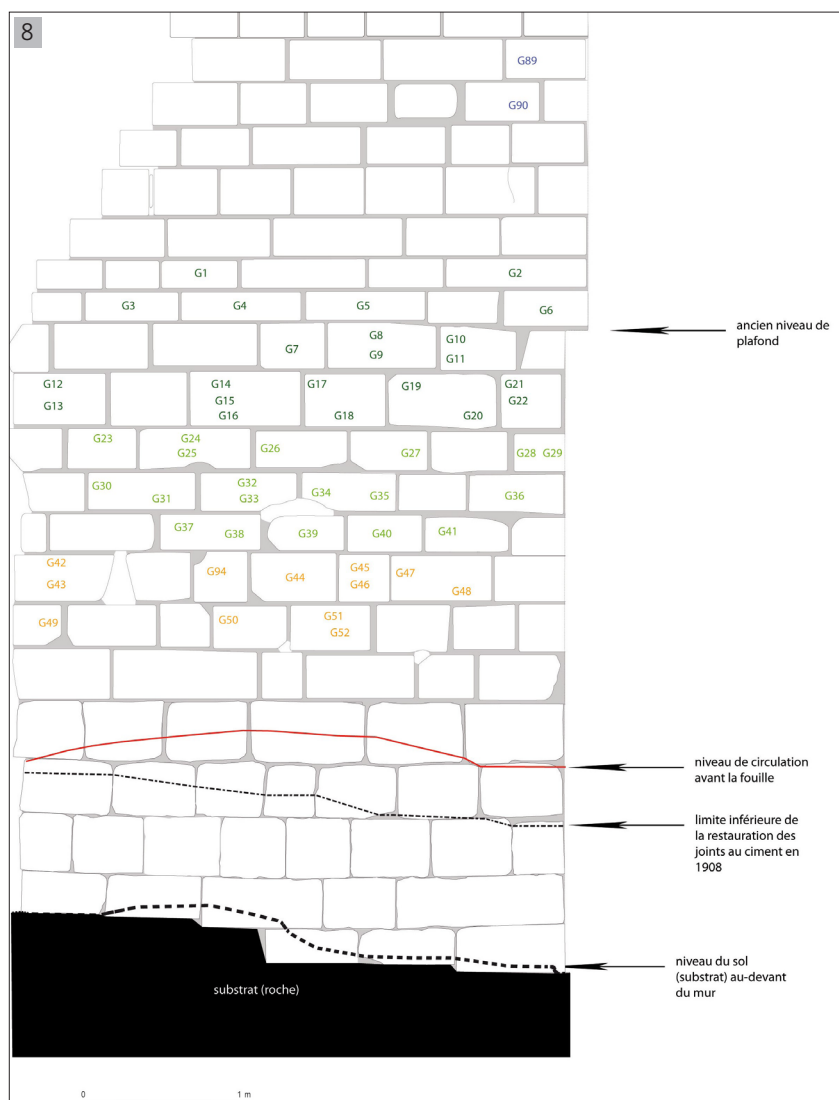 8
G89
G90
G1 G2
G3 G4 G5 G6
ancien niveau de
plafond
G7 G8 G10
G9 G11
G12 G14 G17 G19 G21
G13 G15 G22
G16 G18 G20
G23 G24 G26 G27 G28 G29
G25
G30 G31 G32 G34 G35 G36
G33
G37 G38 G39 G40 G41
G42 G94 G44 G45 G47
G43 G46 G48
G49 G50 G51
G52
niveau de circulation
avant la fouille
limite inférieure de
la restauration des
joints au ciment en
1908
niveau du sol
(substrat) au-devant
du mur
substrat (roche)
0 1 m